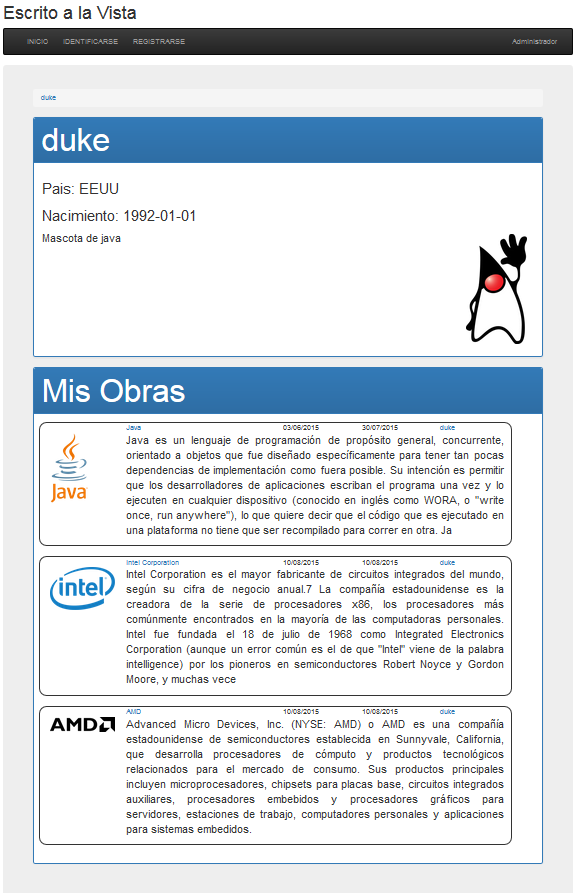 Escrito a la Vista
INICIO IDENTIFICARSE REGISTRARSE Administrador
duke
duke
Pais: EEUU
Nacimiento: 1992-01-01
Mascota de java
Mis Obras
Java 03/06/2015 30/07/2015 duke
Java
Java es un lenguaje de programación de propósito general, concurrente,
orientado a objetos que fue diseñado específicamente para tener tan pocas
dependencias de implementación como fuera posible. Su intención es permitir
que los desarrolladores de aplicaciones escriban el programa una vez y lo
ejecuten en cualquier dispositivo (conocido en inglés como WORA, o "write
once, run anywhere"), lo que quiere decir que el código que es ejecutado en
una plataforma no tiene que ser recompilado para correr en otra. Ja
Intel Corporation 10/08/2015 10/08/2015 duke
intel
Intel Corporation es el mayor fabricante de circuitos integrados del mundo,
según su cifra de negocio anual.7 La compañía estadounidense es la
creadora de la serie de procesadores x86, los procesadores más
comúnmente encontrados en la mayoría de las computadoras personales.
Intel fue fundada el 18 de julio de 1968 como Integrated Electronics
Corporation (aunque un error común es el de que "Intel" viene de la palabra
intelligence) por los pioneros en semiconductores Robert Noyce y Gordon
Moore, y muchas vece
AMD 10/08/2015 10/08/2015 duke
AMD
Advanced Micro Devices, Inc. (NYSE: AMD) o AMD es una compañía
estadounidense de semiconductores establecida en Sunnyvale, California,
que desarrolla procesadores de cómputo y productos tecnológicos
relacionados para el mercado de consumo. Sus productos principales
incluyen microprocesadores, chipsets para placas base, circuitos integrados
auxiliares, procesadores embebidos y procesadores gráficos para
servidores, estaciones de trabajo, computadores personales y aplicaciones
para sistemas embedidos.